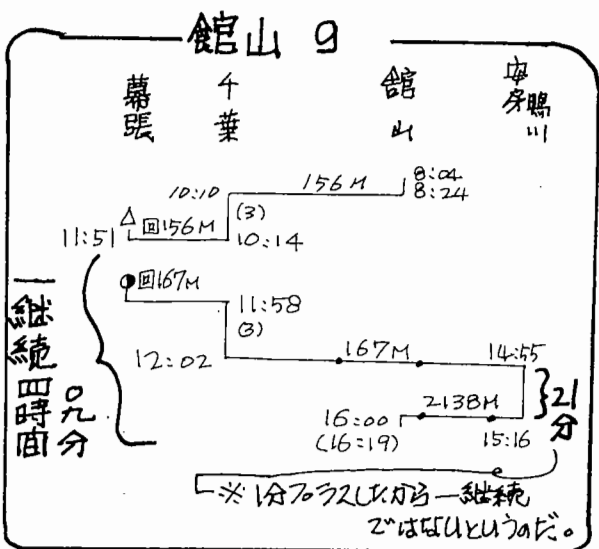 館山 9
幕張
千葉
館山
安房鴨川
8:04
8:24
156M
10:10
(3)
10:14
回156M
11:51
回167M
11:58
(3)
12:02
167M
14:55
21分
15:16
2138M
16:00
(16:19)
一継続四時間〇九分
※1分プラスしたから一継続
ではないというのだ。